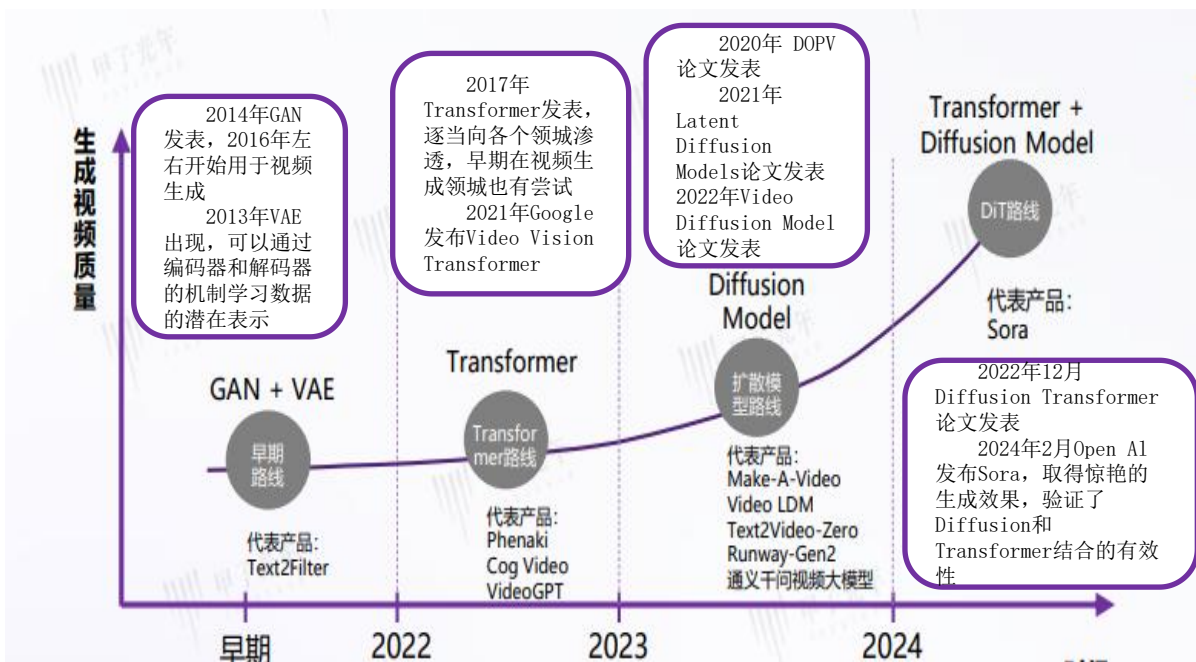 生成视频质量
2014年GAN
发表，2016年左
右开始用于视频
生成
2013年VAE
出现，可以通过
编码器和解码器
的机制学习数据
的潜在表示
GAN + VAE
早期
路线
代表产品：
Text2Filter
2017年
Transformer发表，
逐当向各个领城渗
透，早期在视频生
成领城也有尝试
2021年Google
发布Video Vision
Transformer
Transformer
Transfor
mer路线
代表产品：
Phenaki
Cog Video
VideoGPT
2020年 DOPV
论文发表
2021年
Latent
Diffusion
Models论文发表
2022年Video
Diffusion Model
论文发表
Diffusion
Model
扩散模
型路线
代表产品：
Make-A-Video
Video LDM
Text2Video-Zero
Runway-Gen2
通义千问视频大模型
Transformer +
Diffusion Model
DiT路线
代表产品：
Sora
2022年12月
Diffusion Transformer
论文发表
2024年2月Open Al
发布Sora，取得惊艳的
生成效果，验证了
Diffusion和
Transformer结合的有效
性
早期
2022
2023
2024
甲子光年